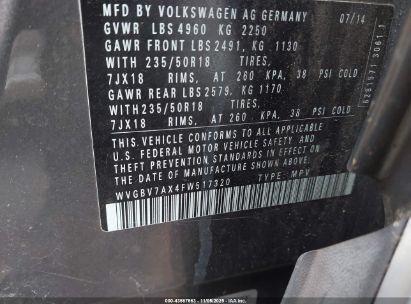 MFD BY VOLKSWAGEN AG GERMANY 07/14
GVWR LBS 4960 KG 2250
GAWR FRONT LBS 2491, KG 1130
WITH 235/50R18 TIRES,
7JX18 RIMS, AT 260 KPA, 38 PSI COLD
GAWR REAR LBS 2579, KG 1170
WITH 235/50R18 TIRES,
7JX18 RIMS, AT 260 KPA, 38 PSI COLD
THIS VEHICLE CONFORMS TO ALL APPLICABLE
U.S. FEDERAL MOTOR VEHICLE SAFETY AND
THEFT PREVENTION STANDARDS IN EFFECT ON
THE DATE OF MANUFACTURE SHOWN ABOVE.
WVGBV7AX4FW517320 TYPE: MPV